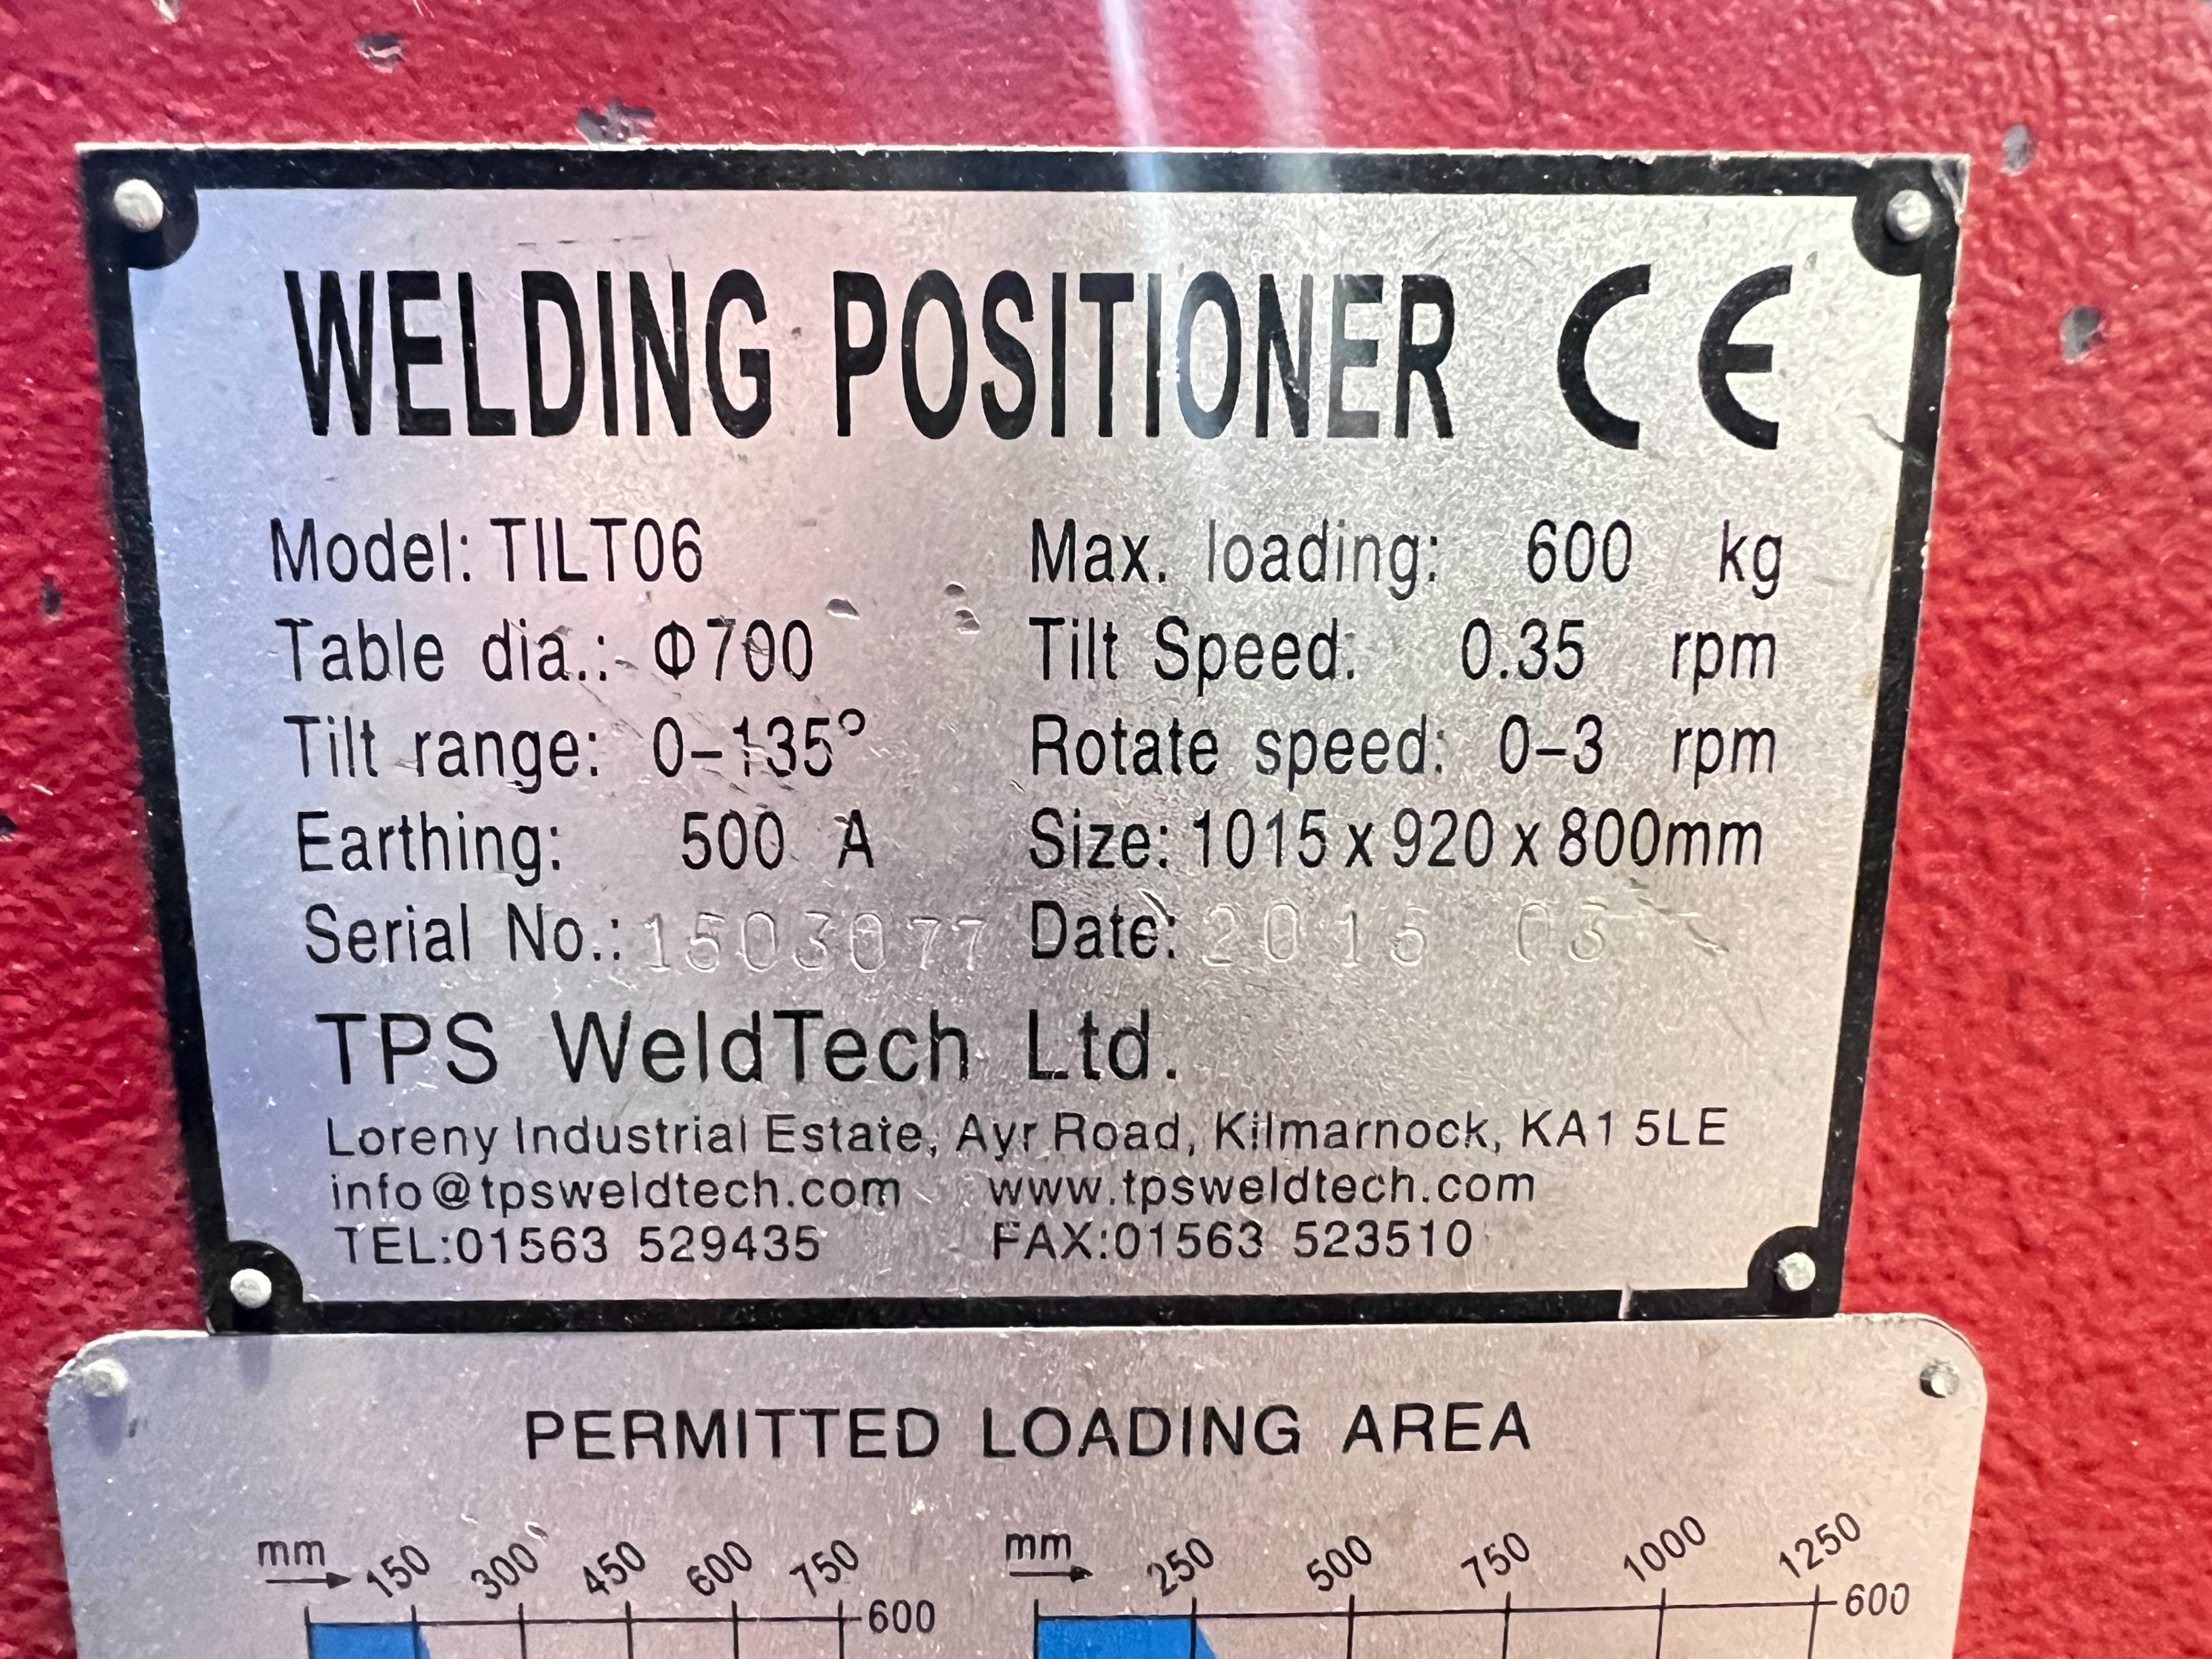 WELDING POSITIONER CE
Model: TILT06 Max. loading: 600 kg
Table dia.: Φ700 Tilt Speed: 0.35 rpm
Tilt range: 0-135° Rotate speed: 0-3 rpm
Earthing: 500 A Size: 1015 x 920 x 800mm
Serial No.: 1503077 Date: 2015 03
TPS WeldTech Ltd.
Loreny Industrial Estate, Ayr Road, Kilmarnock, KA1 5LE
info@tpsweldtech.com www.tpsweldtech.com
TEL:01563 529435 FAX:01563 523510
PERMITTED LOADING AREA
mm 150 300 450 600 750 600
mm 250 500 750 1000 1250 600